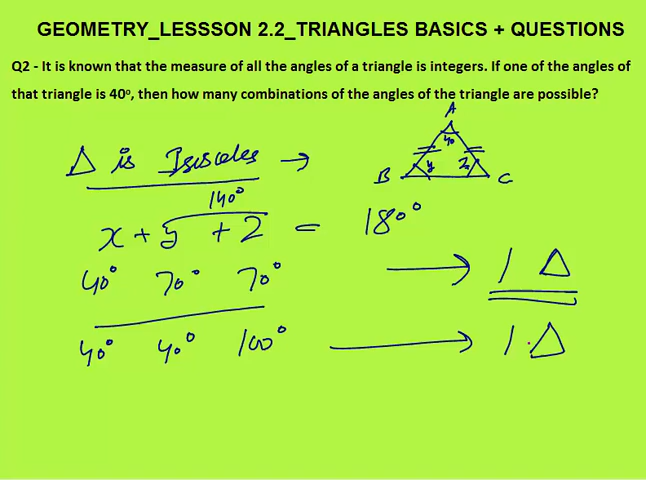 GEOMETRY_LESSSON 2.2_TRIANGLES BASICS + QUESTIONS
Q2 - It is known that the measure of all the angles of a triangle is integers. If one of the angles of
that triangle is 40°, then how many combinations of the angles of the triangle are possible?
A
40
Δ is Isosceles →
B y z C
140°
x + y + z = 180°
40° 70° 70° → 1 Δ
40° 40° 100° → 1 Δ